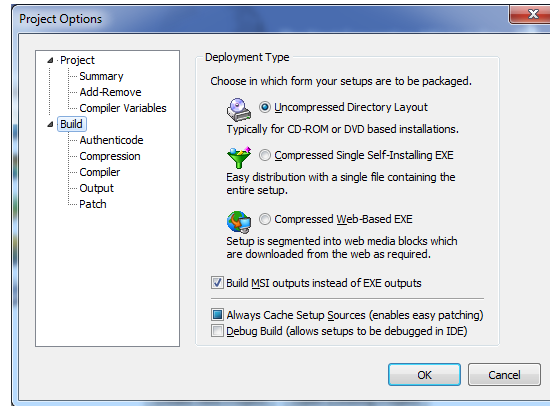 Project Options
Project
Summary
Add-Remove
Compiler Variables
Build
Authenticode
Compression
Compiler
Output
Patch
Deployment Type
Choose in which form your setups are to be packaged.
Uncompressed Directory Layout
Typically for CD-ROM or DVD based installations.
Compressed Single Self-Installing EXE
Easy distribution with a single file containing the
entire setup.
Compressed Web-Based EXE
Setup is segmented into web media blocks which
are downloaded from the web as required.
Build MSI outputs instead of EXE outputs
Always Cache Setup Sources (enables easy patching)
Debug Build (allows setups to be debugged in IDE)
OK Cancel